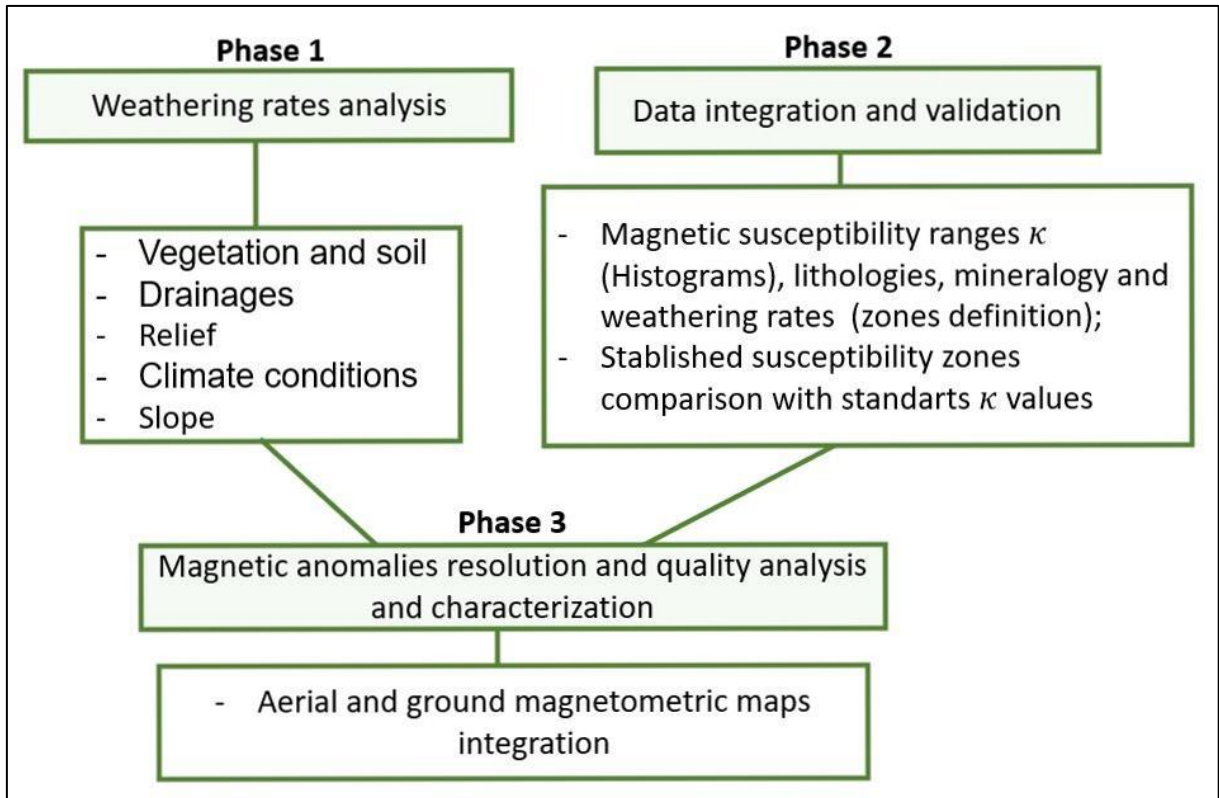 Phase 1
Weathering rates analysis
- Vegetation and soil
- Drainages
- Relief
- Climate conditions
- Slope
Phase 2
Data integration and validation
- Magnetic susceptibility ranges κ
(Histograms), lithologies, mineralogy and
weathering rates (zones definition);
- Stablished susceptibility zones
comparison with standarts κ values
Phase 3
Magnetic anomalies resolution and quality analysis
and characterization
- Aerial and ground magnetometric maps
integration